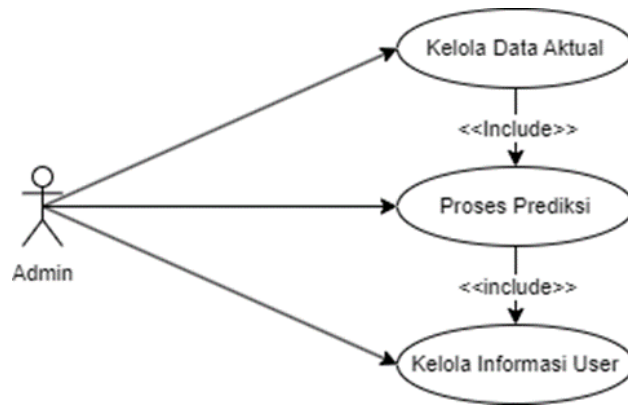 Kelola Data Aktual
<<Include>>
Proses Prediksi
Admin
<<include>>
Kelola Informasi User